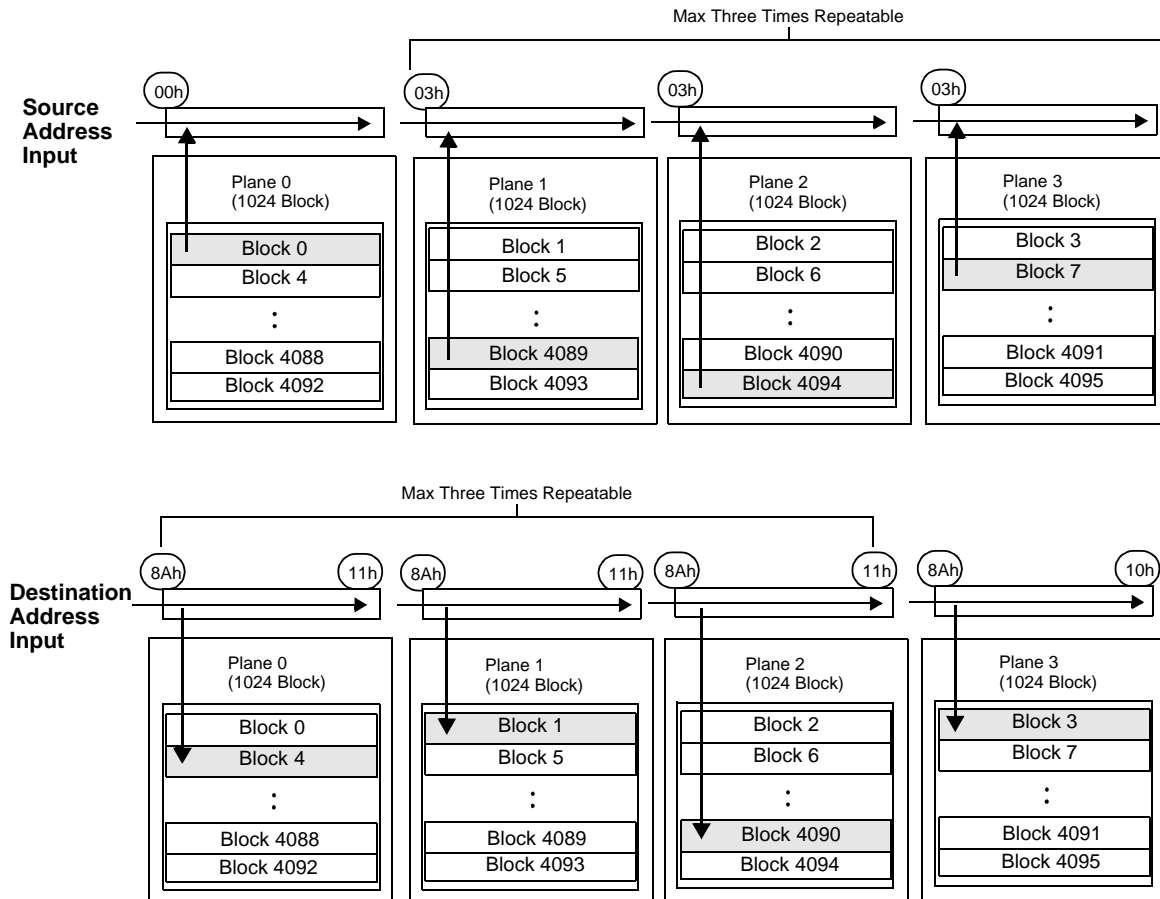 Max Three Times Repeatable
Source
Address
Input
00h
03h
03h
03h
Plane 0
(1024 Block)
Block 0
Block 4
:
Block 4088
Block 4092
Plane 1
(1024 Block)
Block 1
Block 5
:
Block 4089
Block 4093
Plane 2
(1024 Block)
Block 2
Block 6
:
Block 4090
Block 4094
Plane 3
(1024 Block)
Block 3
Block 7
:
Block 4091
Block 4095
Max Three Times Repeatable
Destination
Address
Input
8Ah
11h
8Ah
11h
8Ah
11h
8Ah
10h
Plane 0
(1024 Block)
Block 0
Block 4
:
Block 4088
Block 4092
Plane 1
(1024 Block)
Block 1
Block 5
:
Block 4089
Block 4093
Plane 2
(1024 Block)
Block 2
Block 6
:
Block 4090
Block 4094
Plane 3
(1024 Block)
Block 3
Block 7
:
Block 4091
Block 4095